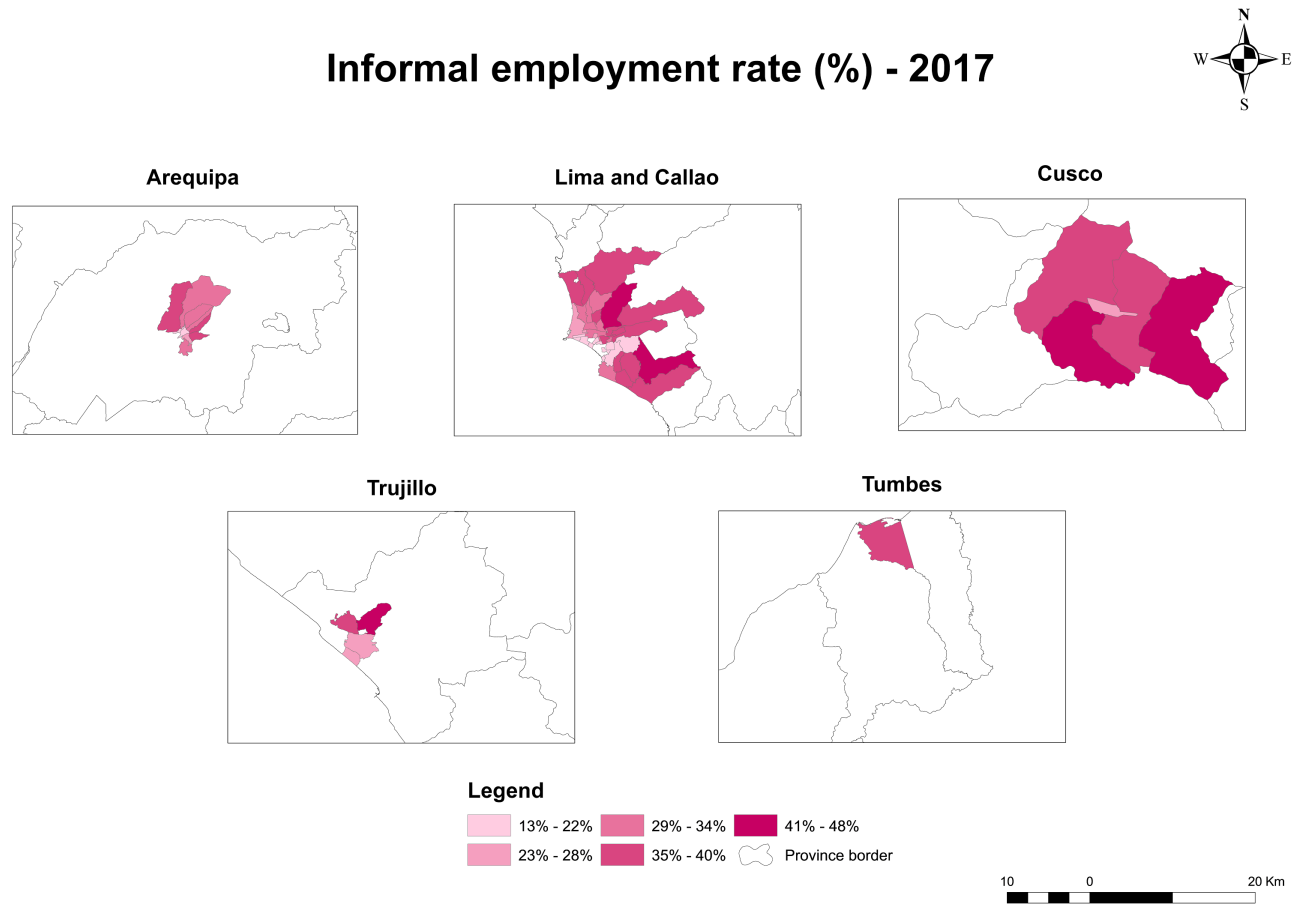 N
W E
S
Informal employment rate (%) - 2017
Arequipa
Lima and Callao
Cusco
Trujillo
Tumbes
Legend
13% - 22% 29% - 34% 41% - 48%
23% - 28% 35% - 40% Province border
10 0 20 Km